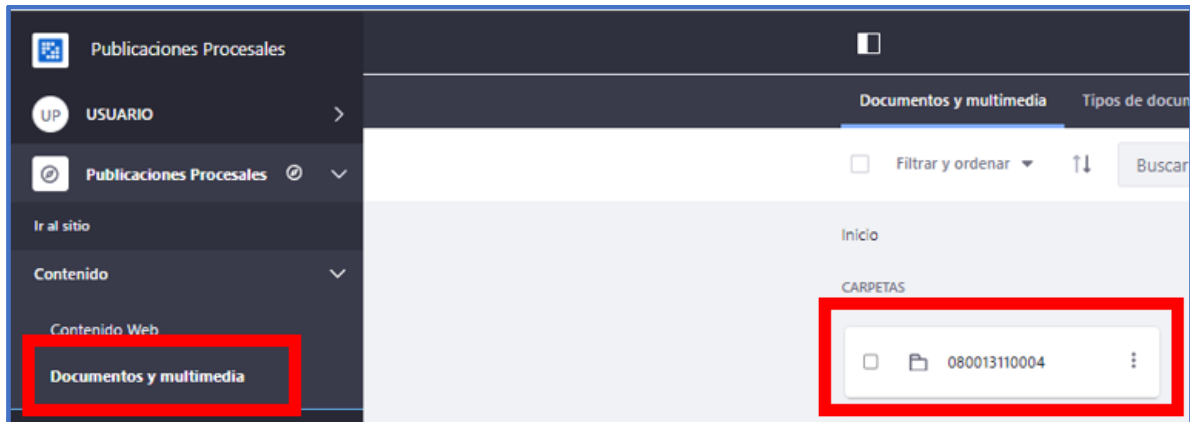 Publicaciones Procesales
UP USUARIO
Publicaciones Procesales
Ir al sitio
Contenido
Contenido Web
Documentos y multimedia
Documentos y multimedia Tipos de docum
Filtrar y ordenar Buscar
Inicio
CARPETAS
080013110004